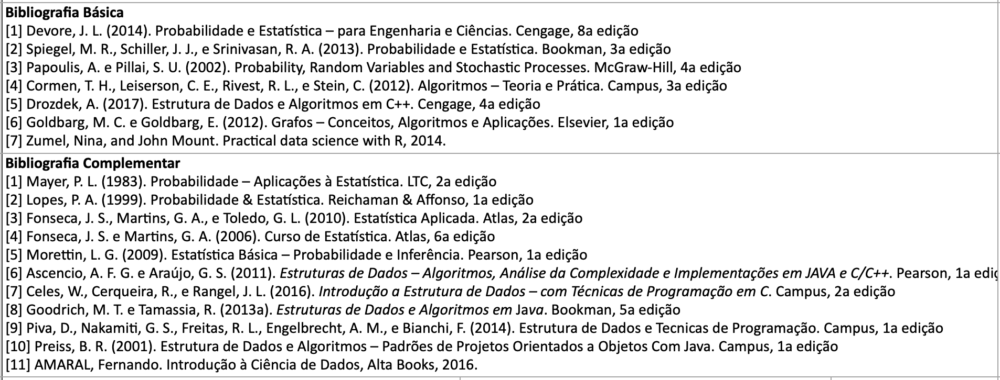 Bibliografia Básica
[1] Devore, J. L. (2014). Probabilidade e Estatística – para Engenharia e Ciências. Cengage, 8a edição
[2] Spiegel, M. R., Schiller, J. J., e Srinivasan, R. A. (2013). Probabilidade e Estatística. Bookman, 3a edição
[3] Papoulis, A. e Pillai, S. U. (2002). Probability, Random Variables and Stochastic Processes. McGraw-Hill, 4a edição
[4] Cormen, T. H., Leiserson, C. E., Rivest, R. L., e Stein, C. (2012). Algoritmos – Teoria e Prática. Campus, 3a edição
[5] Drozdek, A. (2017). Estrutura de Dados e Algoritmos em C++. Cengage, 4a edição
[6] Goldbarg, M. C. e Goldbarg, E. (2012). Grafos – Conceitos, Algoritmos e Aplicações. Elsevier, 1a edição
[7] Zumel, Nina, and John Mount. Practical data science with R, 2014.
Bibliografia Complementar
[1] Mayer, P. L. (1983). Probabilidade – Aplicações à Estatística. LTC, 2a edição
[2] Lopes, P. A. (1999). Probabilidade & Estatística. Reichaman & Affonso, 1a edição
[3] Fonseca, J. S., Martins, G. A., e Toledo, G. L. (2010). Estatística Aplicada. Atlas, 2a edição
[4] Fonseca, J. S. e Martins, G. A. (2006). Curso de Estatística. Atlas, 6a edição
[5] Morettin, L. G. (2009). Estatística Básica – Probabilidade e Inferência. Pearson, 1a edição
[6] Ascencio, A. F. G. e Araújo, G. S. (2011). Estruturas de Dados – Algoritmos, Análise da Complexidade e Implementações em JAVA e C/C++. Pearson, 1a
[7] Celes, W., Cerqueira, R., e Rangel, J. L. (2016). Introdução a Estrutura de Dados – com Técnicas de Programação em C. Campus, 2a edição
[8] Goodrich, M. T. e Tamassia, R. (2013a). Estruturas de Dados e Algoritmos em Java. Bookman, 5a edição
[9] Piva, D., Nakamiti, G. S., Freitas, R. L., Engelbrecht, A. M., e Bianchi, F. (2014). Estrutura de Dados e Tecnicas de Programação. Campus, 1a edição
[10] Preiss, B. R. (2001). Estrutura de Dados e Algoritmos – Padrões de Projetos Orientados a Objetos Com Java. Campus, 1a edição
[11] AMARAL, Fernando. Introdução à Ciência de Dados, Alta Books, 2016.